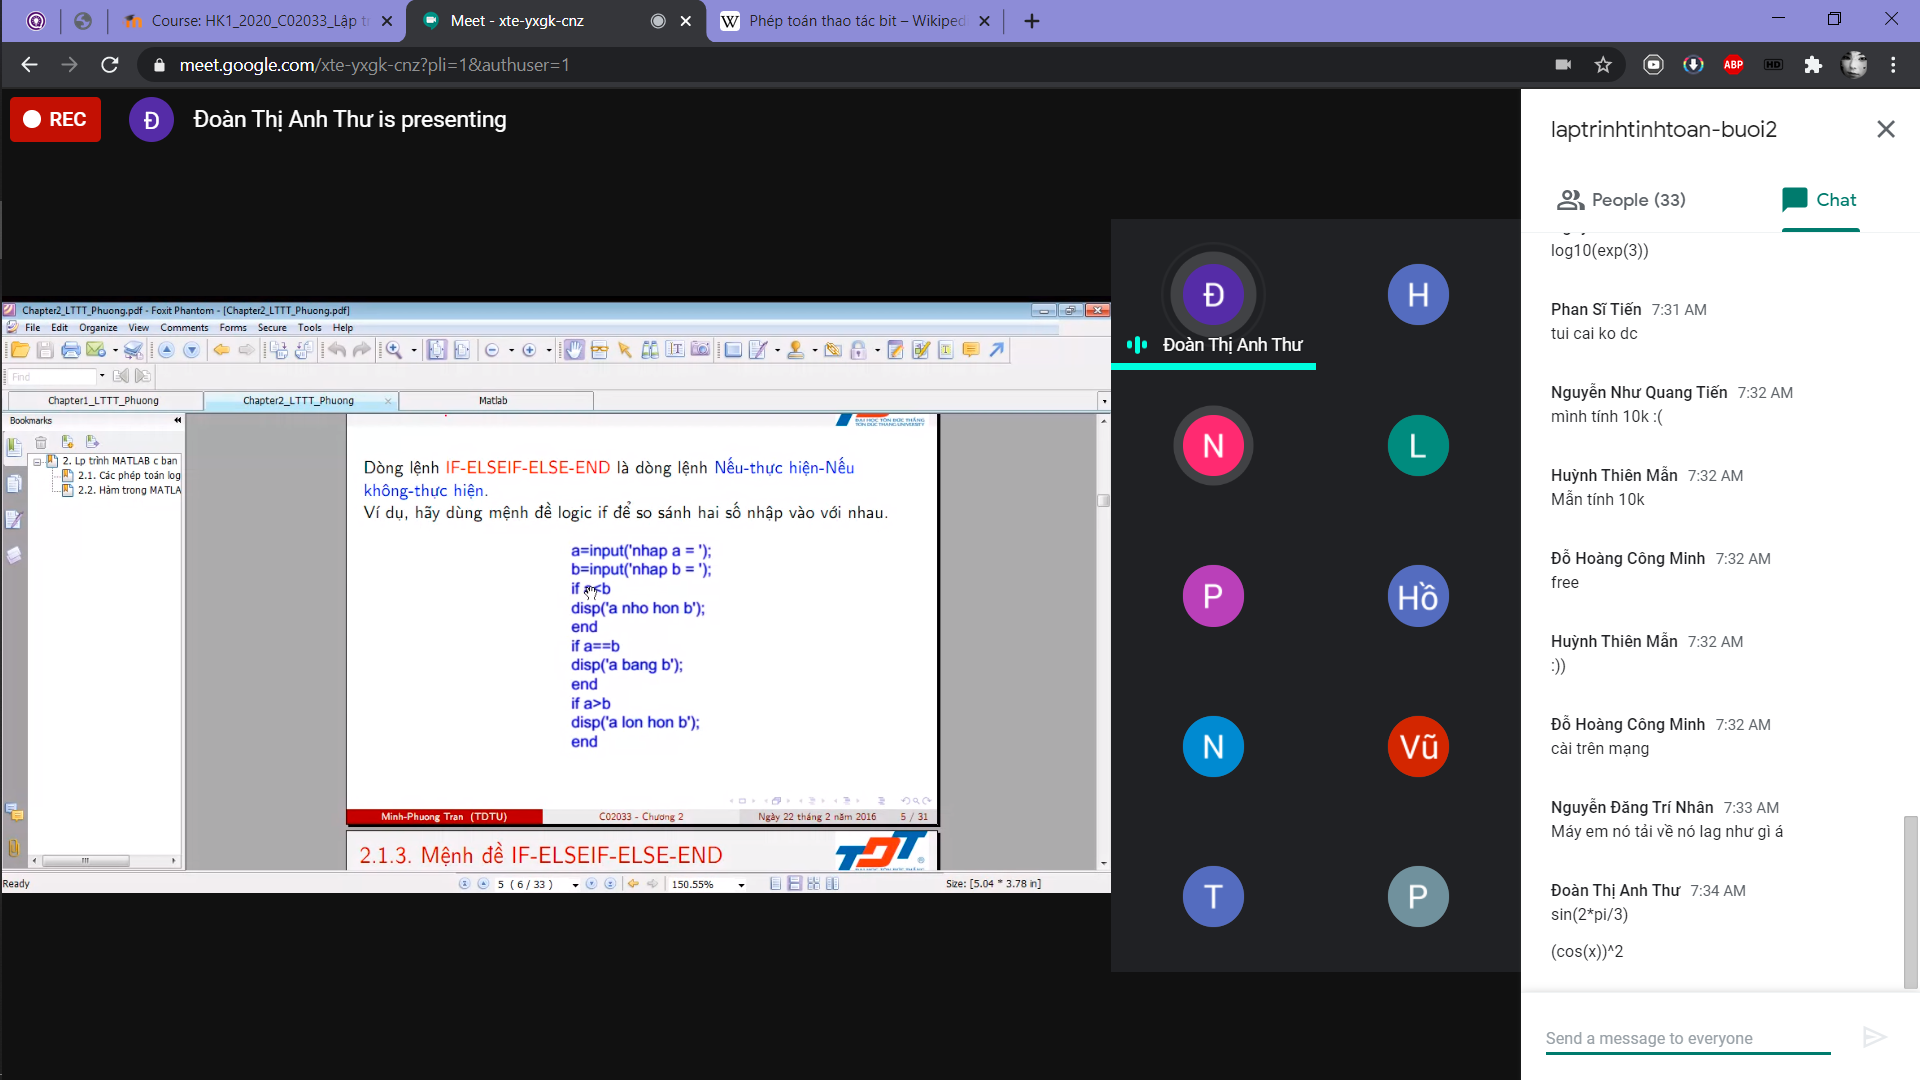 Course: HK1_2020_C02033_Lập tr
Meet - xte-yxgk-cnz
Phép toán thao tác bit – Wikiped
meet.google.com/xte-yxgk-cnz?pli=1&authuser=1
ABP
HD
REC
Đ
Đoàn Thị Anh Thư is presenting
Chapter2_LTTT_Phuong.pdf - Foxit Phantom - [Chapter2_LTTT_Phuong.pdf]
File Edit Organize View Comments Forms Secure Tools Help
Find
Chapter1_LTTT_Phuong
Chapter2_LTTT_Phuong
Matlab
Bookmarks
2. Lp trình MATLAB c ban
2.1. Các phép toán log
2.2. Hàm trong MATLA
ĐẠI HỌC TÔN ĐỨC THẮNG
TON DUC THANG UNIVERSITY
Dòng lệnh IF-ELSEIF-ELSE-END là dòng lệnh Nếu-thực hiện-Nếu
không-thực hiện.
Ví dụ, hãy dùng mệnh đề logic if để so sánh hai số nhập vào với nhau.
a=input('nhap a = ');
b=input('nhap b = ');
if a<b
disp('a nho hon b');
end
if a==b
disp('a bang b');
end
if a>b
disp('a lon hon b');
end
Minh-Phuong Tran (TDTU)
C02033 - Chương 2
Ngày 22 tháng 2 năm 2016
5 / 31
2.1.3. Mệnh đề IF-ELSEIF-ELSE-END
TDT
Ready
5 ( 6 / 33 )
150.55%
Size: [5.04 * 3.78 in]
Đ
H
Đoàn Thị Anh Thư
N
L
P
Hồ
N
Vũ
T
P
laptrinhtinhtoan-buoi2
People (33)
Chat
log10(exp(3))
Phan Sĩ Tiến 7:31 AM
tui cai ko dc
Nguyễn Như Quang Tiến 7:32 AM
mình tính 10k :(
Huỳnh Thiên Mẫn 7:32 AM
Mẫn tính 10k
Đỗ Hoàng Công Minh 7:32 AM
free
Huỳnh Thiên Mẫn 7:32 AM
:))
Đỗ Hoàng Công Minh 7:32 AM
cài trên mạng
Nguyễn Đăng Trí Nhân 7:33 AM
Máy em nó tải về nó lag như gì á
Đoàn Thị Anh Thư 7:34 AM
sin(2*pi/3)
(cos(x))^2
Send a message to everyone